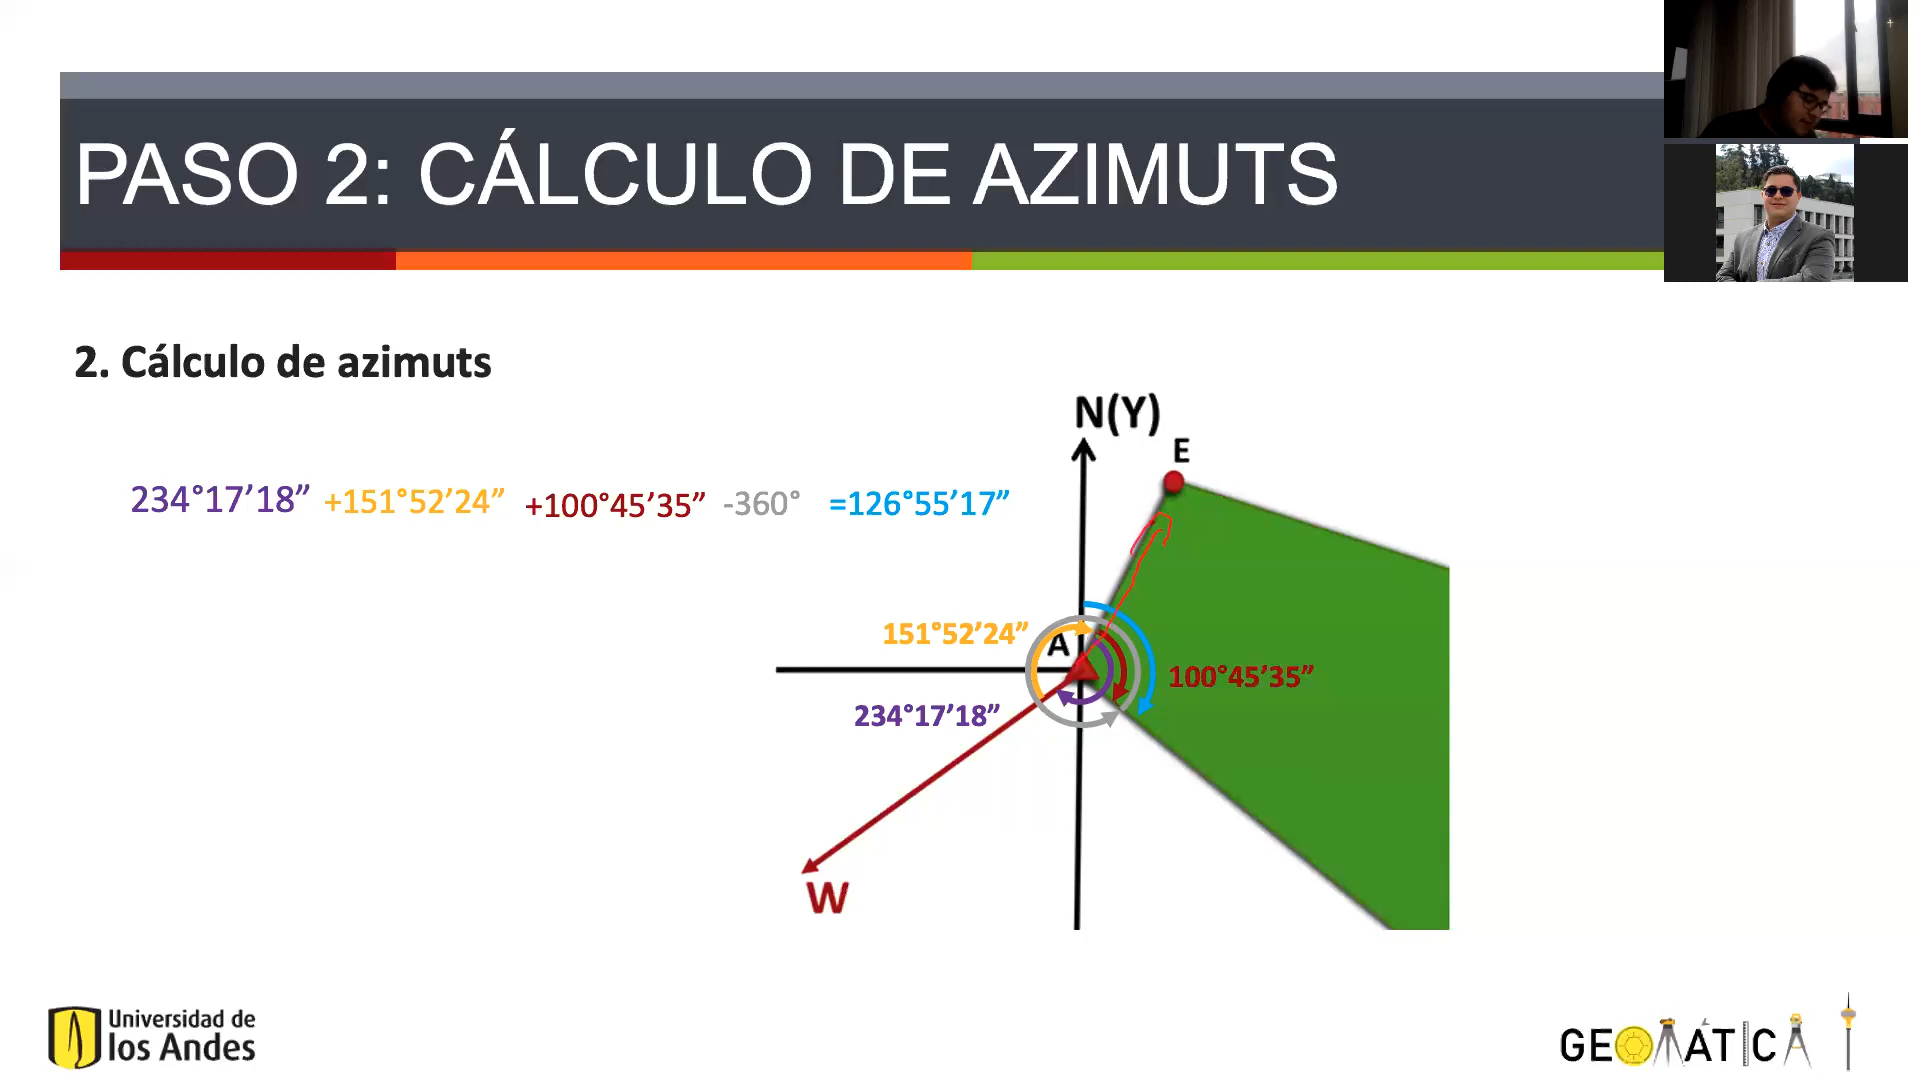 PASO 2: CÁLCULO DE AZIMUTS
2. Cálculo de azimuts
234°17’18” +151°52’24” +100°45’35” -360° =126°55’17”
N(Y)
E
151°52’24”
A
100°45’35”
234°17’18”
W
Universidad de
los Andes
GEOMÁTICA